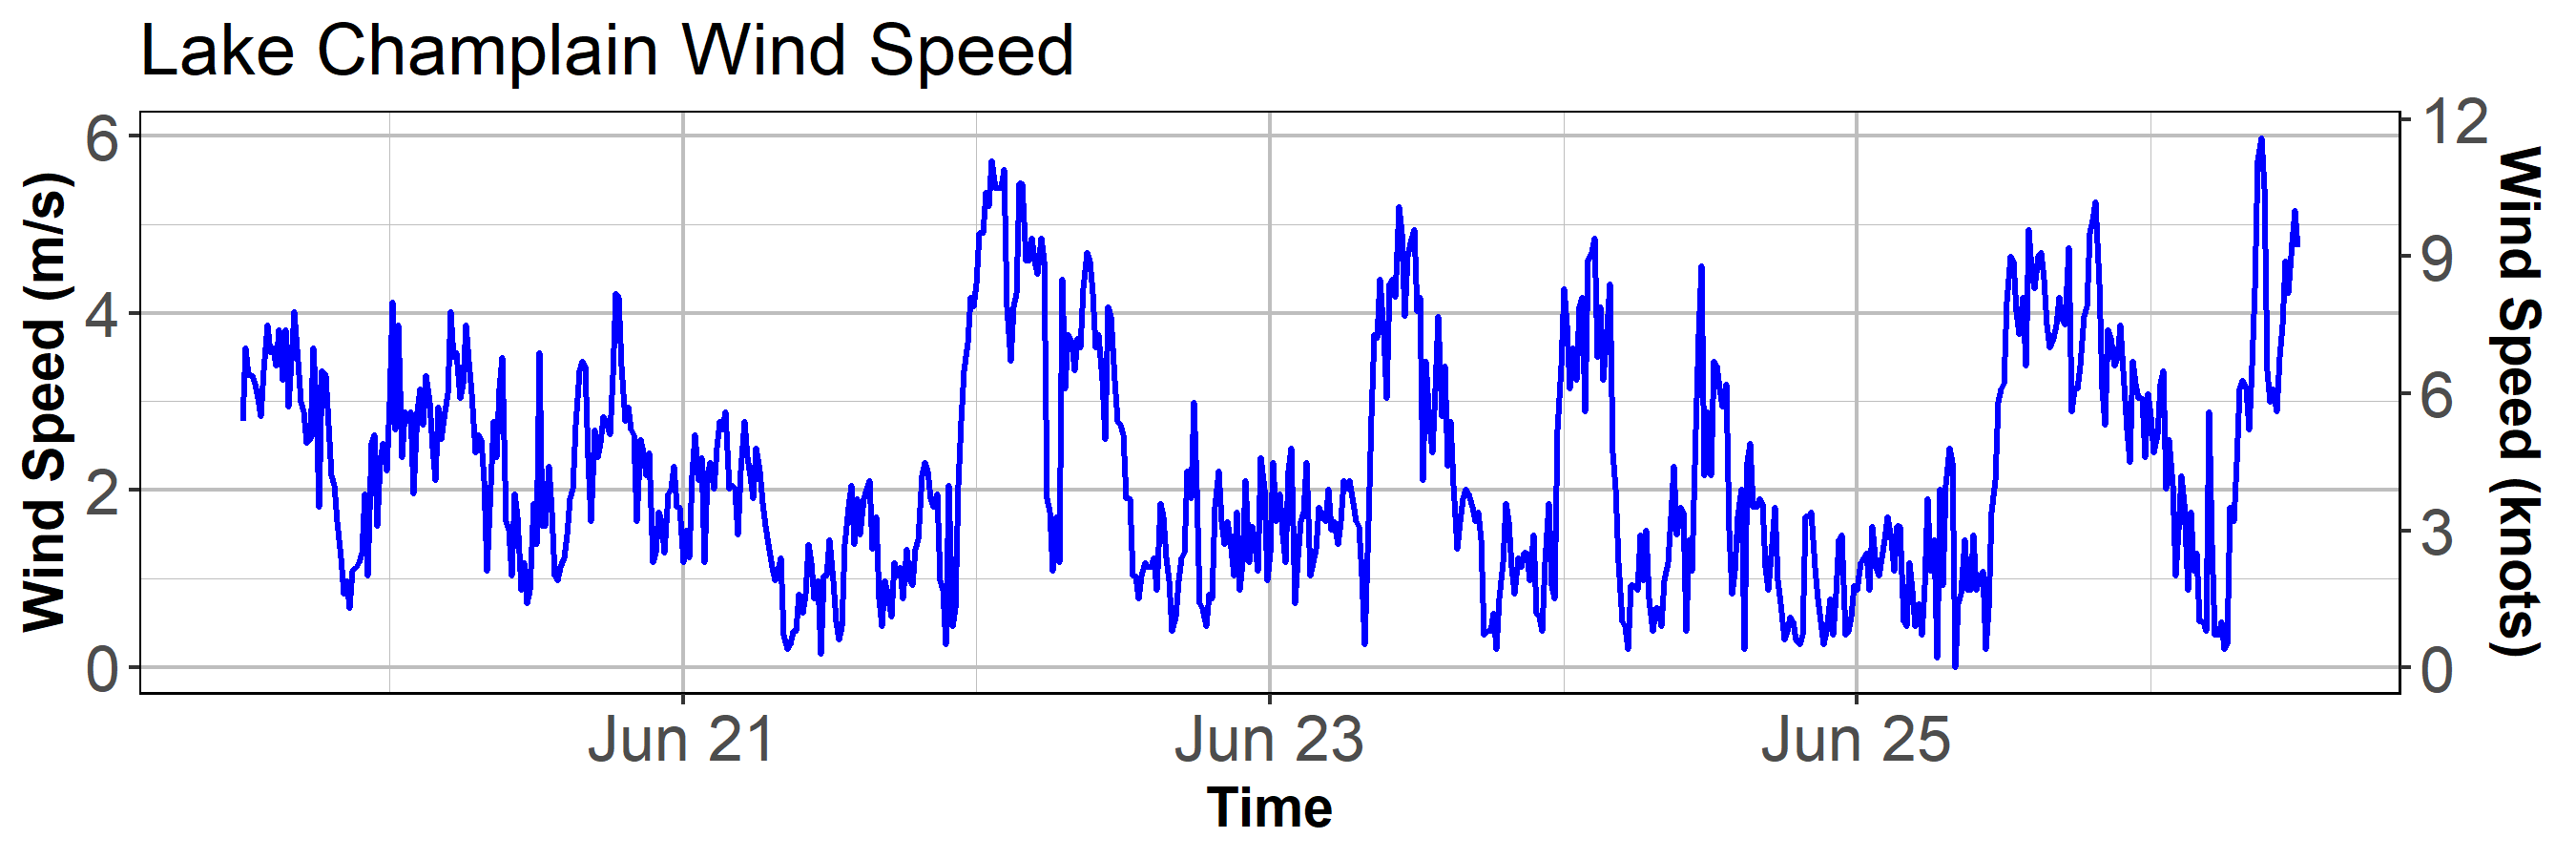 Lake Champlain Wind Speed
Wind Speed (m/s)
6
4
2
0
12
9
6
3
0
Wind Speed (knots)
Jun 21
Jun 23
Jun 25
Time